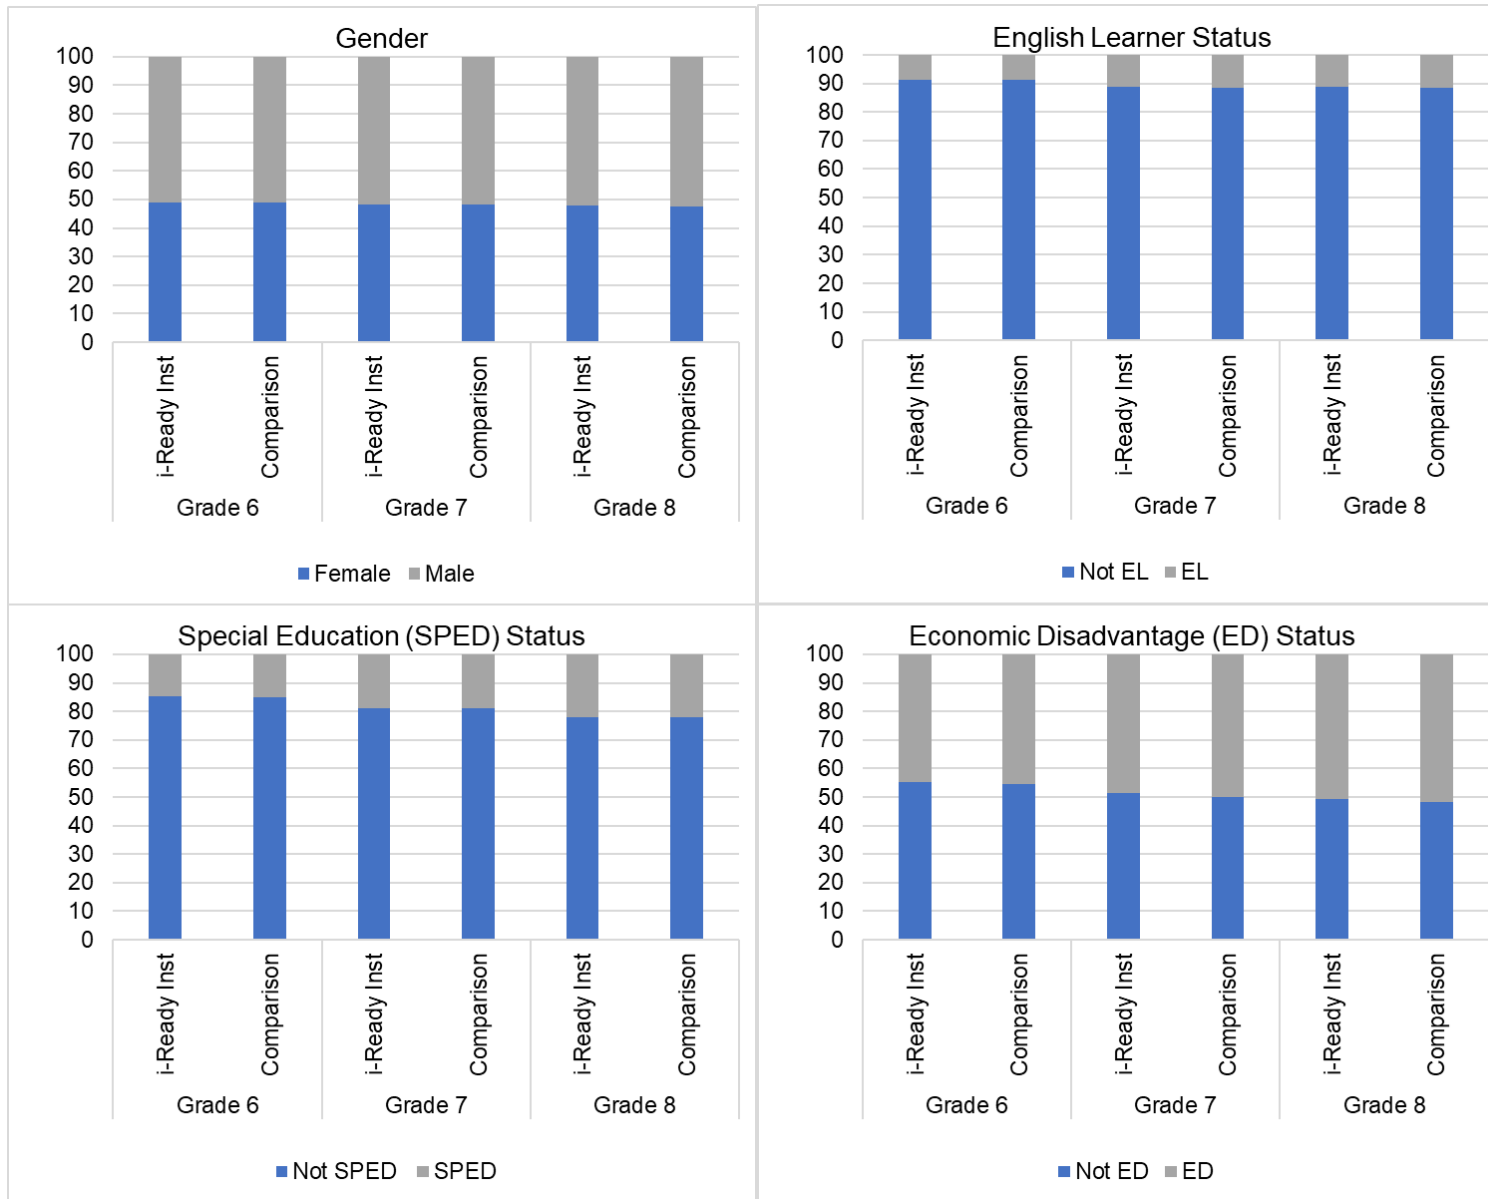 Gender
100
90
80
70
60
50
40
30
20
10
0
i-Ready Inst
Comparison
i-Ready Inst
Comparison
i-Ready Inst
Comparison
Grade 6
Grade 7
Grade 8
Female Male
English Learner Status
100
90
80
70
60
50
40
30
20
10
0
i-Ready Inst
Comparison
i-Ready Inst
Comparison
i-Ready Inst
Comparison
Grade 6
Grade 7
Grade 8
Not EL EL
Special Education (SPED) Status
100
90
80
70
60
50
40
30
20
10
0
i-Ready Inst
Comparison
i-Ready Inst
Comparison
i-Ready Inst
Comparison
Grade 6
Grade 7
Grade 8
Not SPED SPED
Economic Disadvantage (ED) Status
100
90
80
70
60
50
40
30
20
10
0
i-Ready Inst
Comparison
i-Ready Inst
Comparison
i-Ready Inst
Comparison
Grade 6
Grade 7
Grade 8
Not ED ED